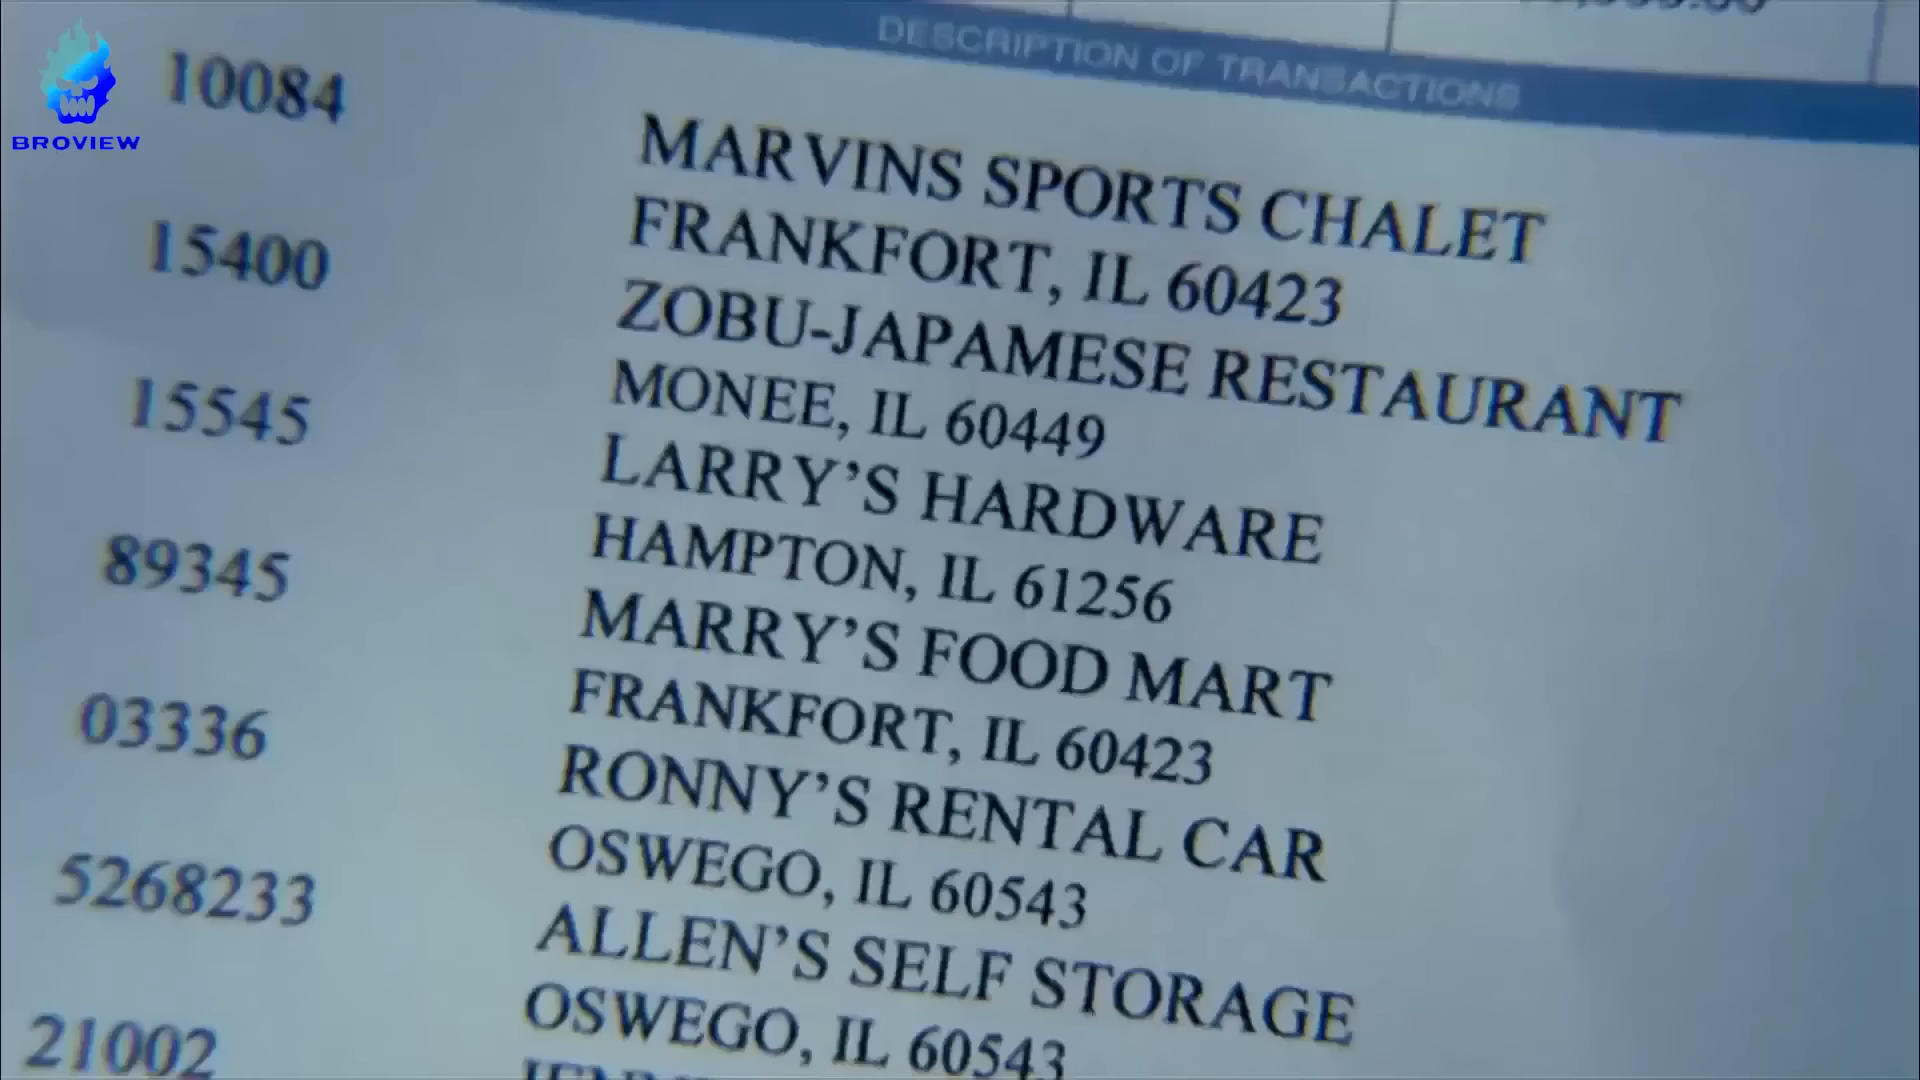 BROVIEW
DESCRIPTION OF TRANSACTIONS
10084
MARVINS SPORTS CHALET
FRANKFORT, IL 60423
15400
ZOBU-JAPAMESE RESTAURANT
MONEE, IL 60449
15545
LARRY'S HARDWARE
HAMPTON, IL 61256
89345
MARRY'S FOOD MART
FRANKFORT, IL 60423
03336
RONNY'S RENTAL CAR
OSWEGO, IL 60543
5268233
ALLEN'S SELF STORAGE
OSWEGO, IL 60543
21002